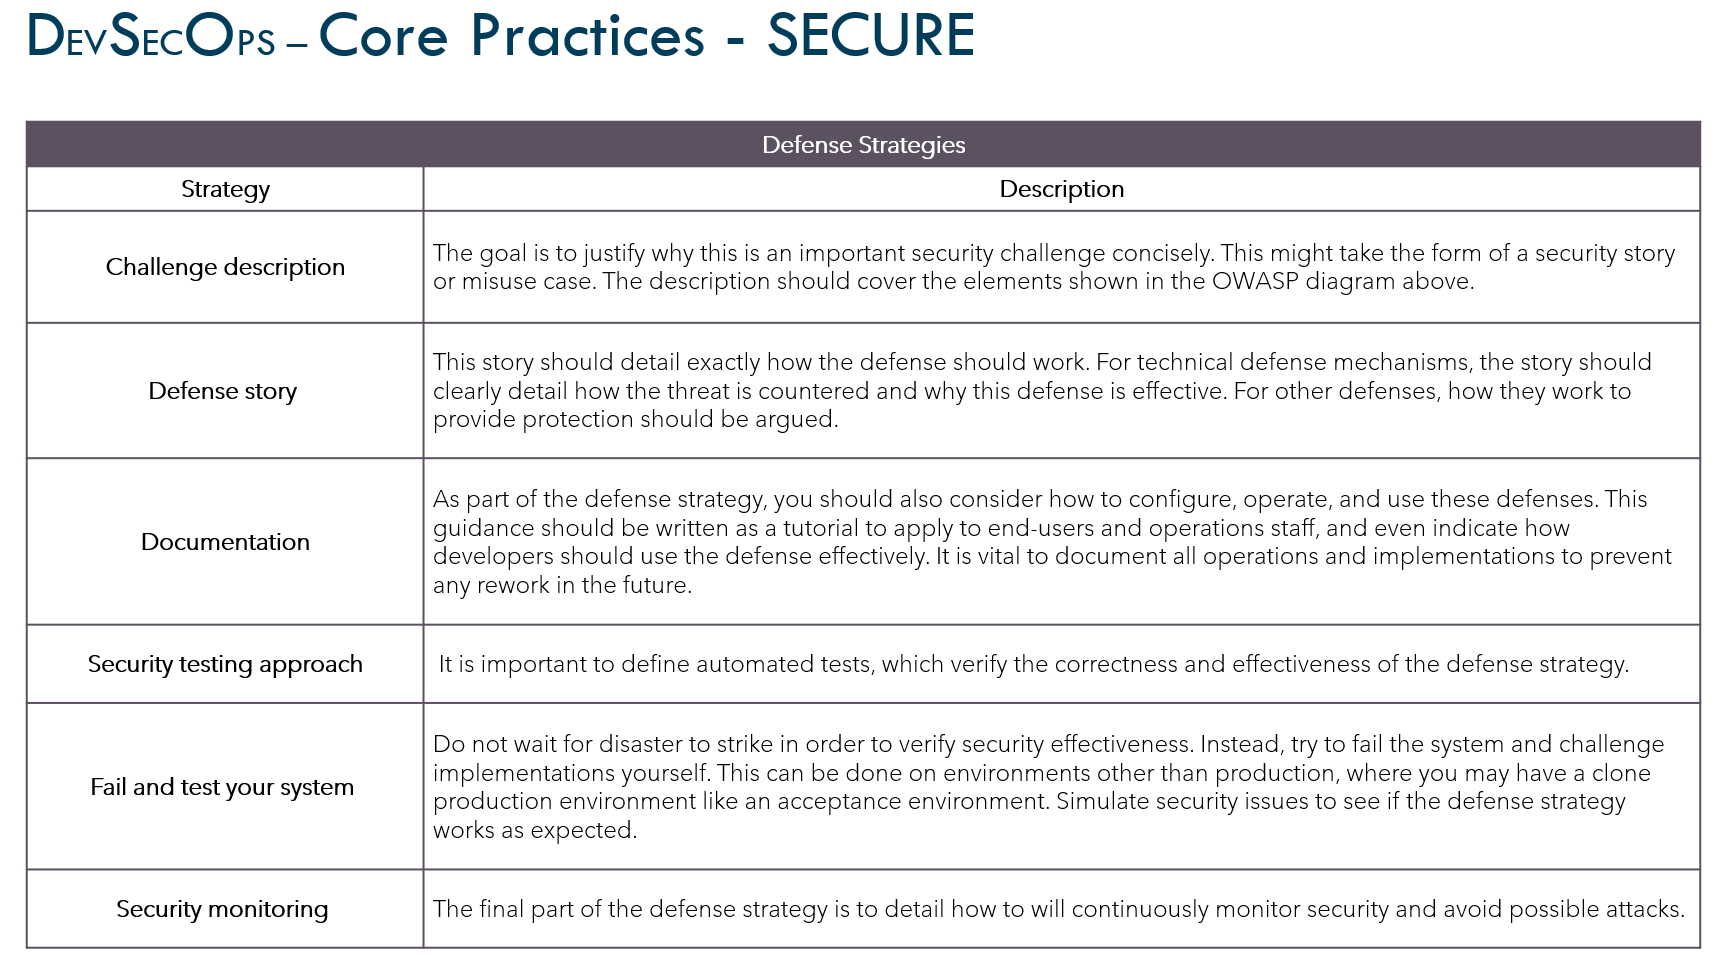 DevSecOps – Core Practices - SECURE
Defense Strategies
Strategy
Description
Challenge description
The goal is to justify why this is an important security challenge concisely. This might take the form of a security story
or misuse case. The description should cover the elements shown in the OWASP diagram above.
Defense story
This story should detail exactly how the defense should work. For technical defense mechanisms, the story should
clearly detail how the threat is countered and why this defense is effective. For other defenses, how they work to
provide protection should be argued.
Documentation
As part of the defense strategy, you should also consider how to configure, operate, and use these defenses. This
guidance should be written as a tutorial to apply to end-users and operations staff, and even indicate how
developers should use the defense effectively. It is vital to document all operations and implementations to prevent
any rework in the future.
Security testing approach
It is important to define automated tests, which verify the correctness and effectiveness of the defense strategy.
Fail and test your system
Do not wait for disaster to strike in order to verify security effectiveness. Instead, try to fail the system and challenge
implementations yourself. This can be done on environments other than production, where you may have a clone
production environment like an acceptance environment. Simulate security issues to see if the defense strategy
works as expected.
Security monitoring
The final part of the defense strategy is to detail how to will continuously monitor security and avoid possible attacks.